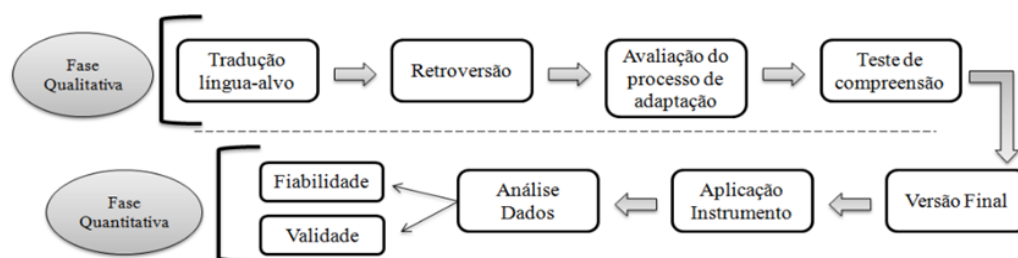 Fase
Qualitativa
Tradução
língua-alvo
Retroversão
Avaliação do
processo de
adaptação
Teste de
compreensão
Fase
Quantitativa
Fiabilidade
Validade
Análise
Dados
Aplicação
Instrumento
Versão Final